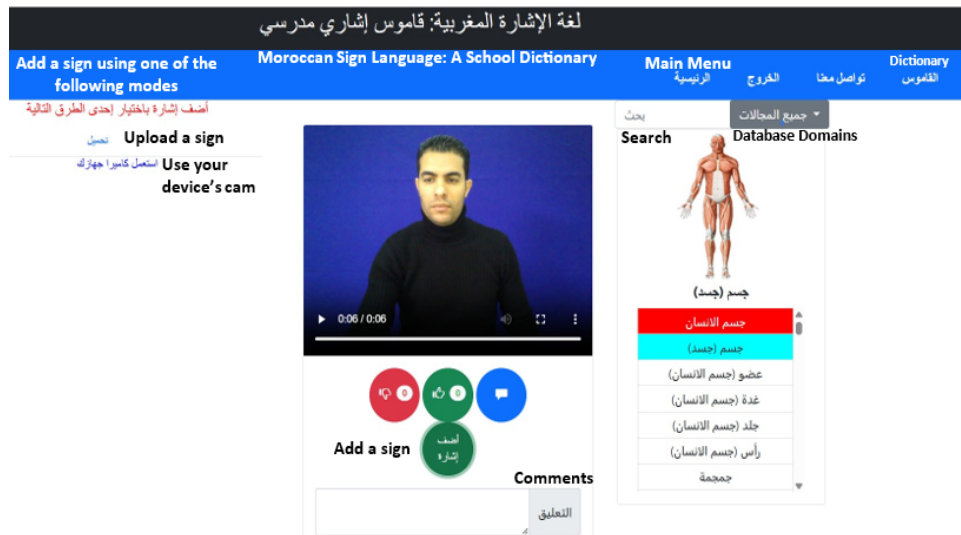 لغة الإشارة المغربية: قاموس إشاري مدرسي
Moroccan Sign Language: A School Dictionary
Add a sign using one of the
following modes
Main Menu
الرئيسية
الخروج
تواصل معنا
Dictionary
القاموس
أضف إشارة باختيار إحدى الطرق التالية
تحميل
Upload a sign
استعمل كاميرا جهازك
Use your
device's cam
0:06 / 0:06
0
0
Add a sign
أضف
إشارة
Comments
التعليق
بحث
جميع المجالات
Search
Database Domains
جسم (جسد)
جسم الانسان
جسم (جسد)
عضو (جسم الانسان)
غدة (جسم الانسان)
جلد (جسم الانسان)
رأس (جسم الانسان)
جمجمة